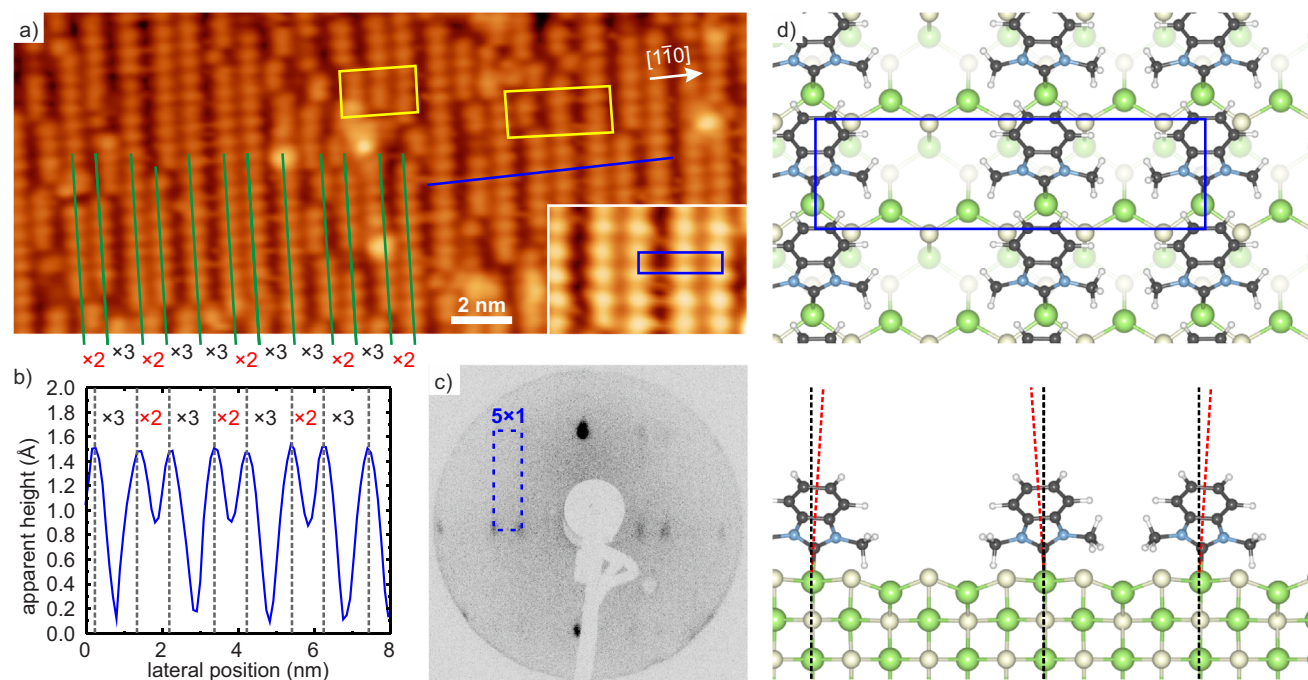 a)
[11̅0]
2 nm
×2 ×3 ×2 ×3 ×3 ×2 ×3 ×3 ×2 ×3 ×2
b)
2.0
1.8
1.6
1.4
1.2
1.0
0.8
0.6
0.4
0.2
0.0
apparent height (Å)
×3 ×2 ×3 ×2 ×3 ×2 ×3
0 2 4 6 8
lateral position (nm)
c)
5×1
d)